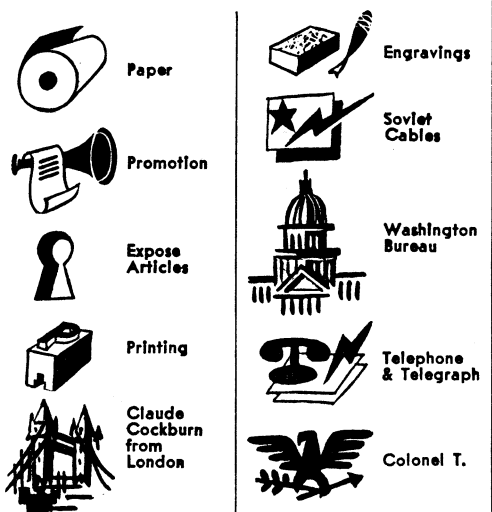 Paper
Promotion
Expose
Articles
Printing
Claude
Cockburn
from
London
Engravings
Soviet
Cables
Washington
Bureau
Telephone
& Telegraph
Colonel T.